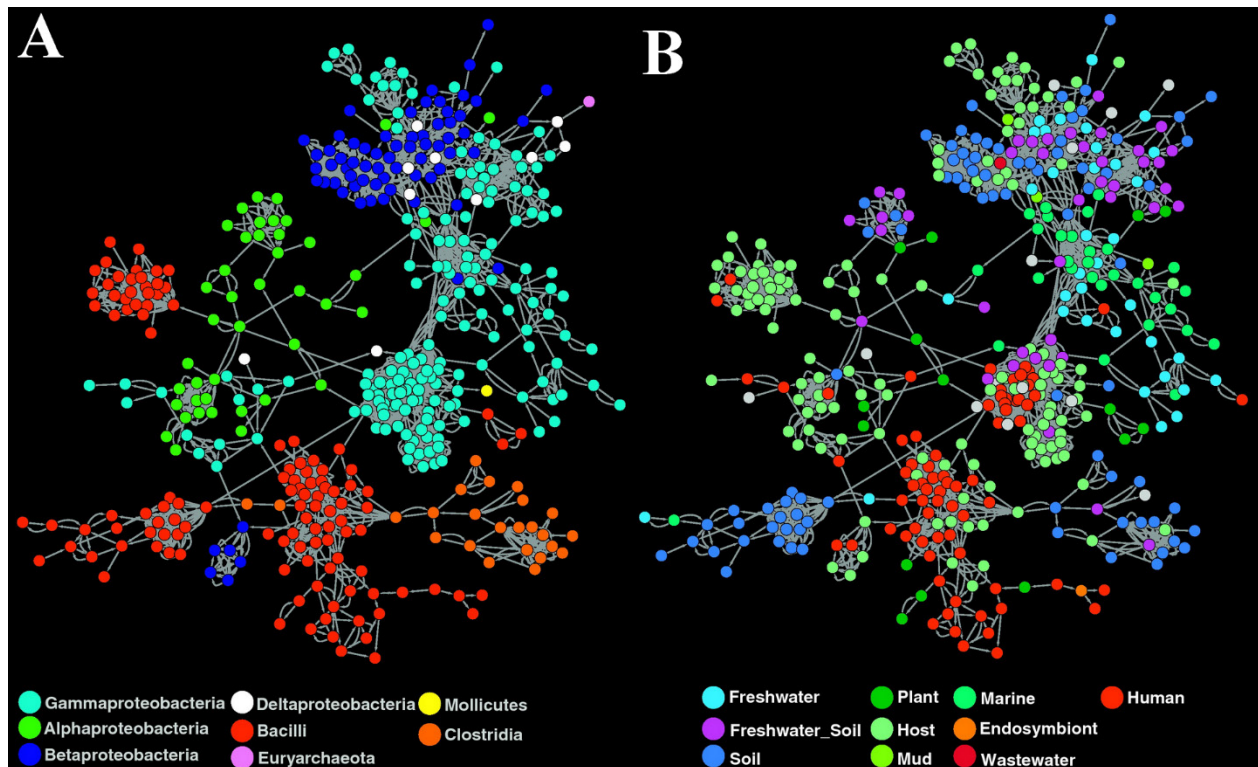 A
B
Gammaproteobacteria
Deltaproteobacteria
Mollicutes
Alphaproteobacteria
Bacilli
Clostridia
Betaproteobacteria
Euryarchaeota
Freshwater
Plant
Marine
Human
Freshwater_Soil
Host
Endosymbiont
Soil
Mud
Wastewater